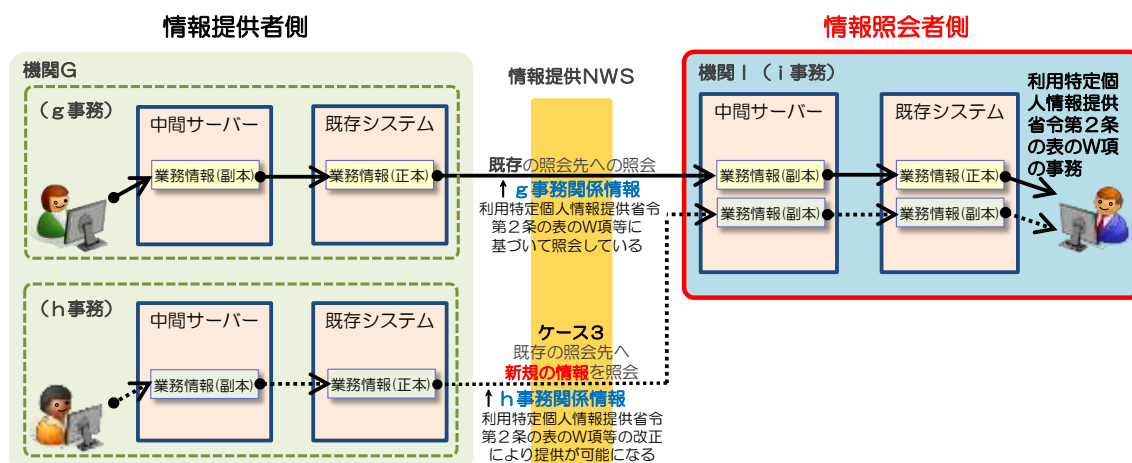 情報提供者側
情報照会者側
機関G
情報提供NWS
機関I（i事務）
（g事務）
中間サーバー
既存システム
中間サーバー
既存システム
利用特定個
人情報提供
省令第２条
の表のW項
の事務
業務情報(副本)
業務情報(正本)
既存の照会先への照会
業務情報(副本)
業務情報(正本)
↑g事務関係情報
利用特定個人情報提供省令
第２条の表のW項等に
基づいて照会している
業務情報(副本)
業務情報(副本)
（h事務）
中間サーバー
既存システム
ケース3
既存の照会先へ
新規の情報を照会
業務情報(副本)
業務情報(正本)
↑h事務関係情報
利用特定個人情報提供省令
第２条の表のW項等の改正
により提供が可能になる